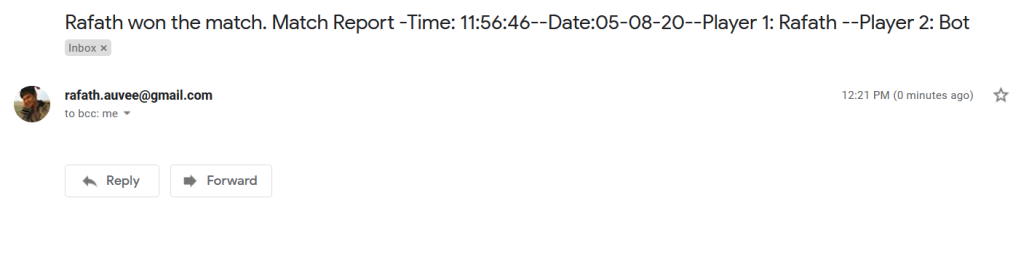 Rafath won the match. Match Report -Time: 11:56:46--Date:05-08-20--Player 1: Rafath --Player 2: Bot
Inbox ×
rafath.auvee@gmail.com
12:21 PM (0 minutes ago)
to bcc: me
Reply
Forward